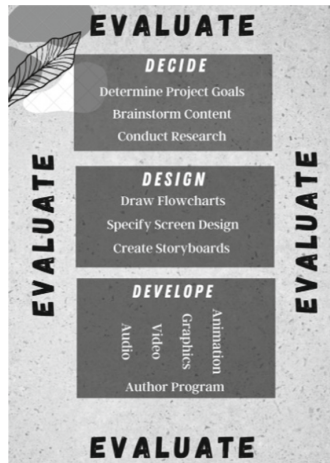 EVALUATE
DECIDE
Determine Project Goals
Brainstorm Content
Conduct Research
EVALUATE
EVALUATE
DESIGN
Draw Flowcharts
Specify Screen Design
Create Storyboards
DEVELOPE
Audio
Video
Graphics
Animation
Author Program
EVALUATE